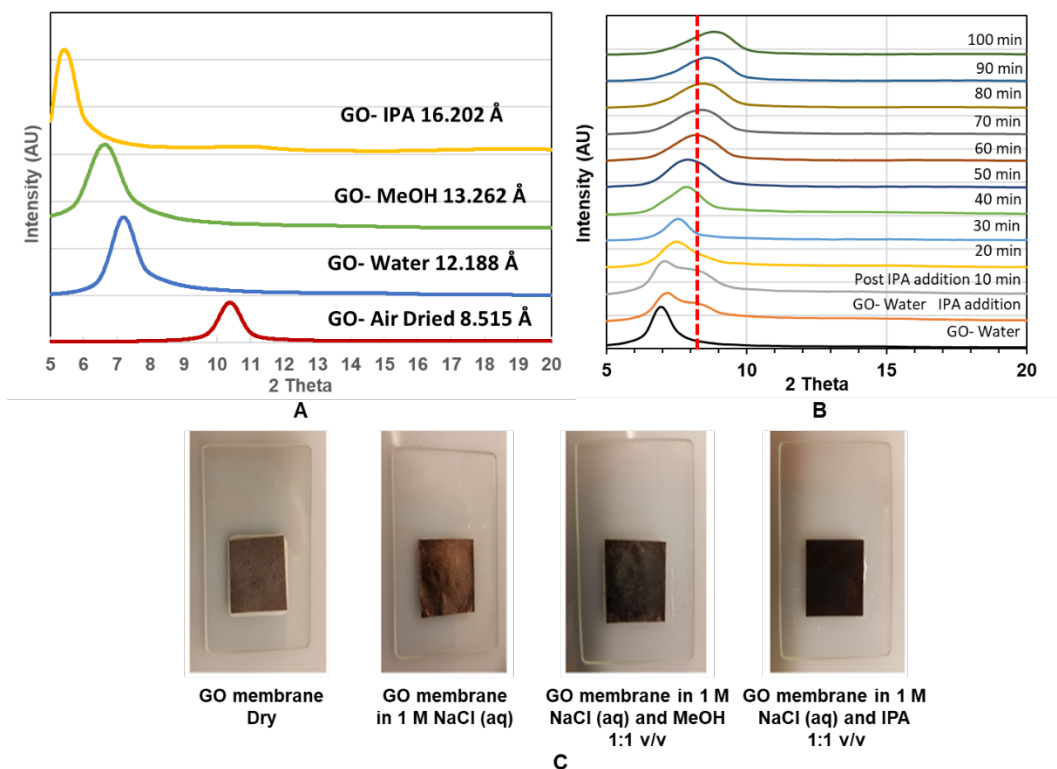 Intensity (AU)
GO- IPA 16.202 Å
GO- MeOH 13.262 Å
GO- Water 12.188 Å
GO- Air Dried 8.515 Å
5 6 7 8 9 10 11 12 13 14 15 16 17 18 19 20
2 Theta
A
Intensity (AU)
100 min
90 min
80 min
70 min
60 min
50 min
40 min
30 min
20 min
Post IPA addition 10 min
GO- Water IPA addition
GO- Water
5 10 15 20
2 Theta
B
GO membrane
Dry
GO membrane
in 1 M NaCl (aq)
GO membrane in 1 M
NaCl (aq) and MeOH
1:1 v/v
GO membrane in 1 M
NaCl (aq) and IPA
1:1 v/v
C